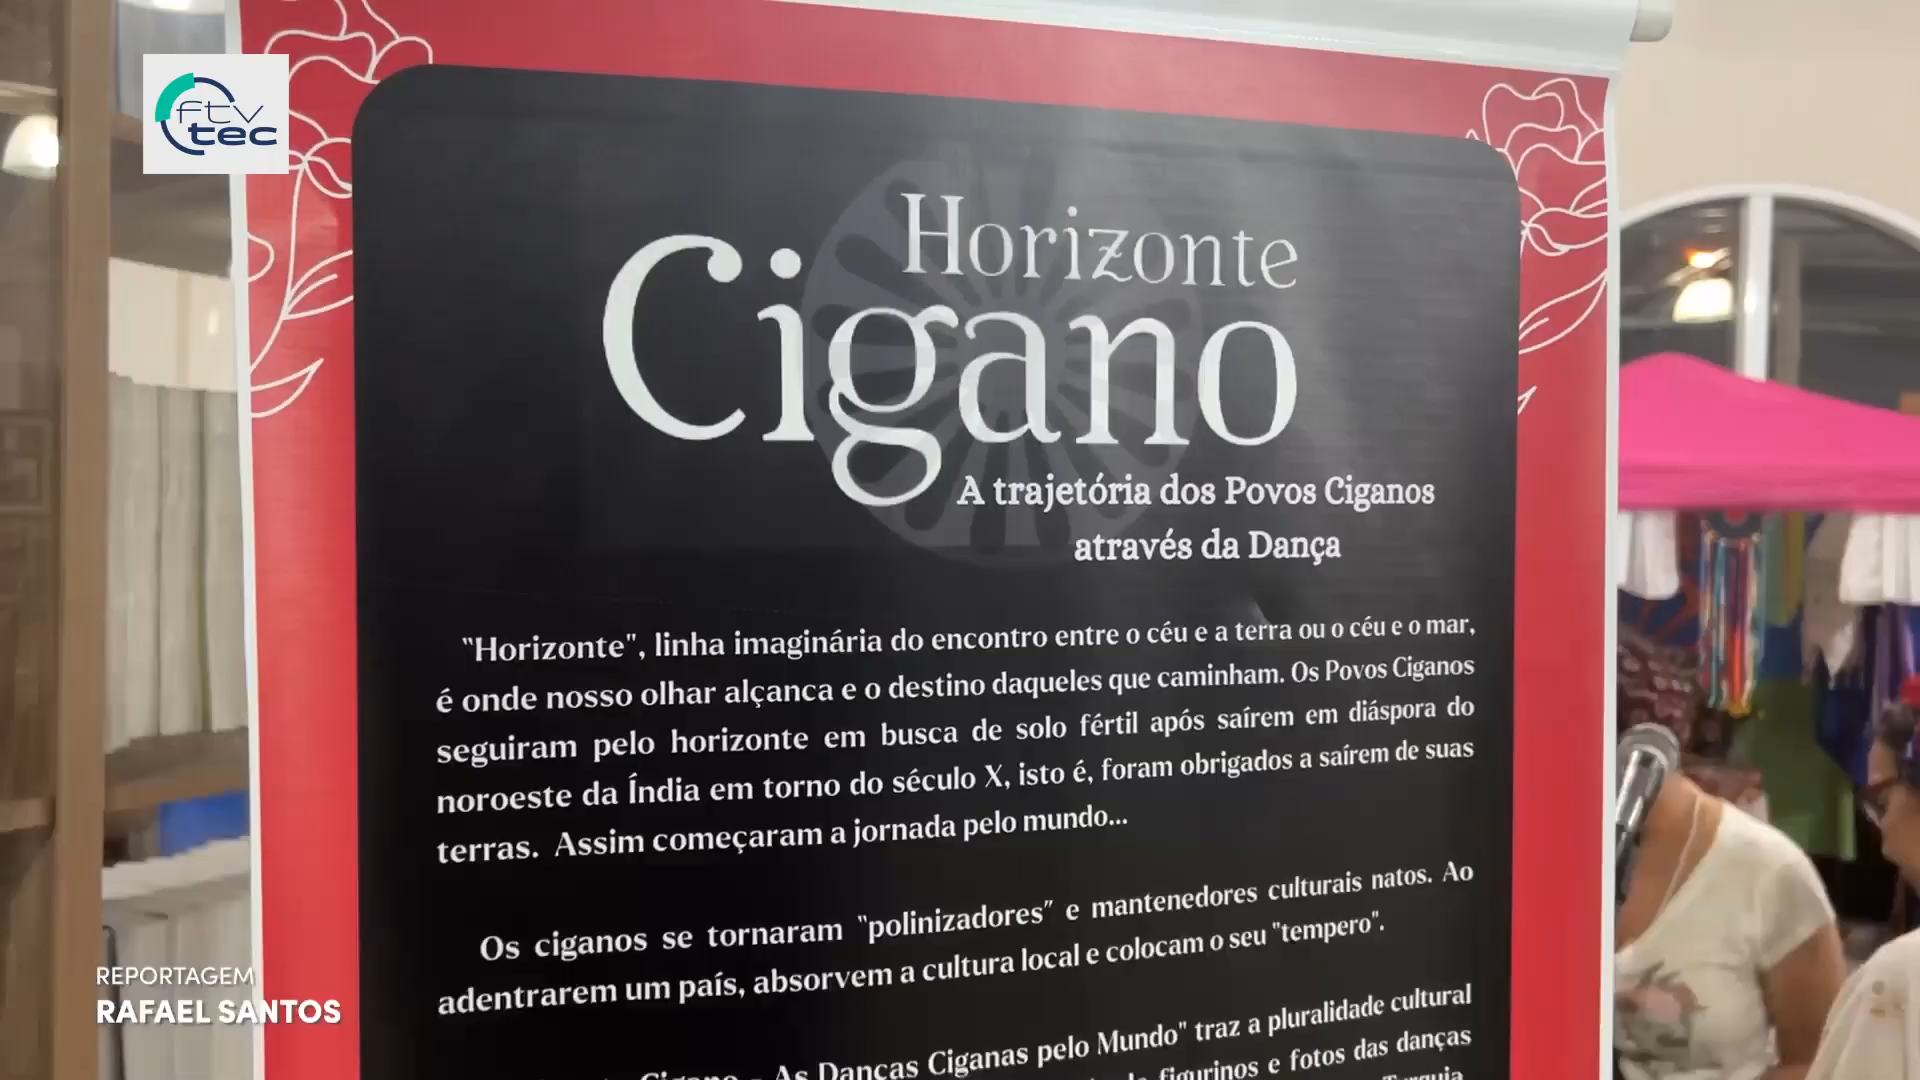 ftv
tec
Horizonte
Cigano
A trajetória dos Povos Ciganos
através da Dança
"Horizonte", linha imaginária do encontro entre o céu e a terra ou o céu e o mar,
é onde nosso olhar alçanca e o destino daqueles que caminham. Os Povos Ciganos
seguiram pelo horizonte em busca de solo fértil após saírem em diáspora do
noroeste da Índia em torno do século X, isto é, foram obrigados a saírem de suas
terras. Assim começaram a jornada pelo mundo...
Os ciganos se tornaram "polinizadores" e mantenedores culturais natos. Ao
adentrarem um país, absorvem a cultura local e colocam o seu "tempero".
Cigano - As Danças Ciganas pelo Mundo" traz a pluralidade cultural
figurinos e fotos das danças
REPORTAGEM
RAFAEL SANTOS